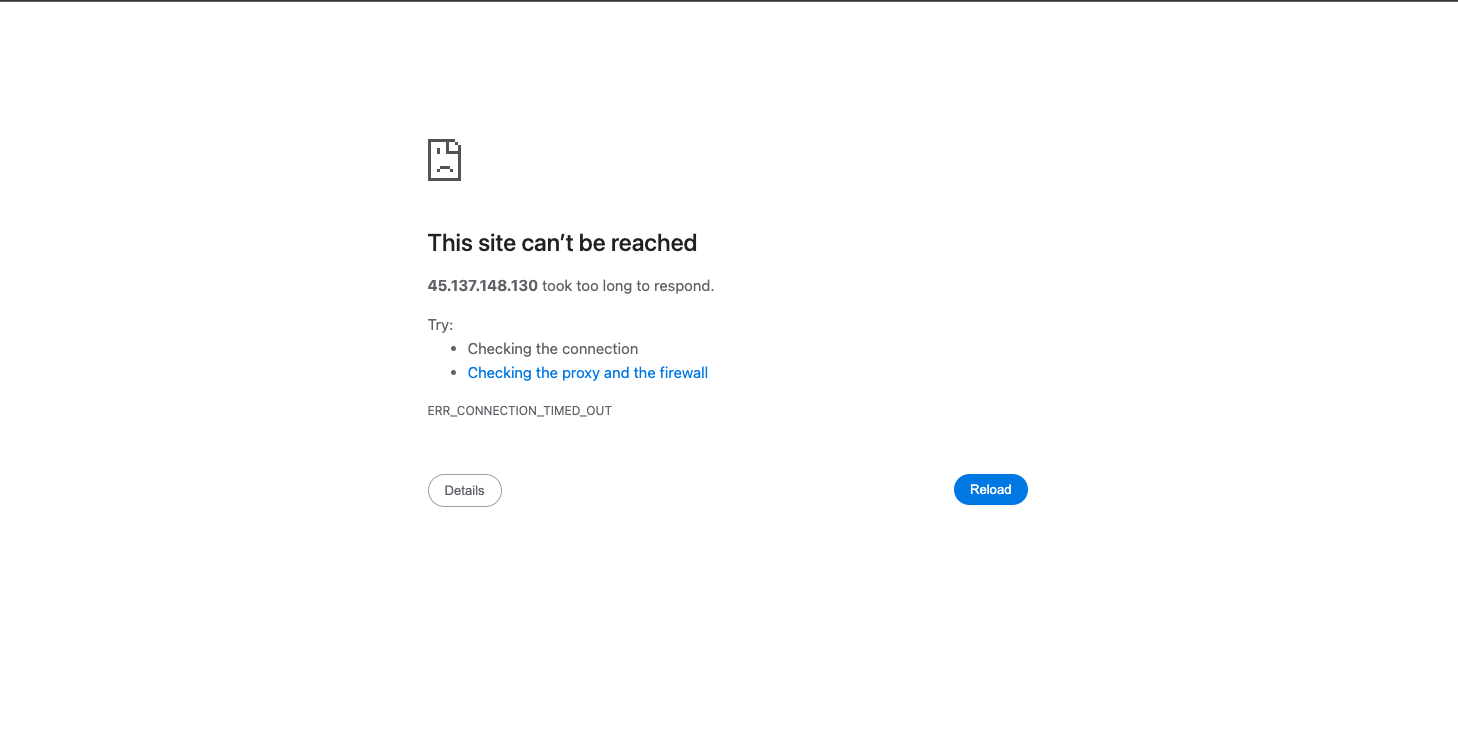 This site can’t be reached
45.137.148.130 took too long to respond.
Try:
• Checking the connection
• Checking the proxy and the firewall
ERR_CONNECTION_TIMED_OUT
Details
Reload